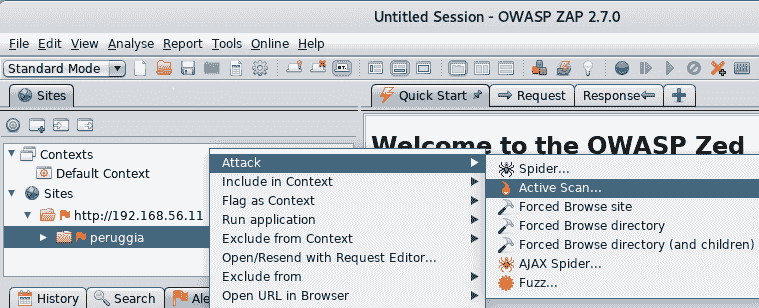 Untitled Session - OWASP ZAP 2.7.0
File Edit View Analyse Report Tools Online Help
Standard Mode
Sites
Quick Start
Request
Response
Contexts
Default Context
Sites
http://192.168.56.11
peruggia
Welcome to the OWASP Zed
Attack
Include in Context
Flag as Context
Run application
Exclude from Context
Open/Resend with Request Editor...
Exclude from
Open URL in Browser
Spider...
Active Scan...
Forced Browse site
Forced Browse directory
Forced Browse directory (and children)
AJAX Spider...
Fuzz...
History
Search